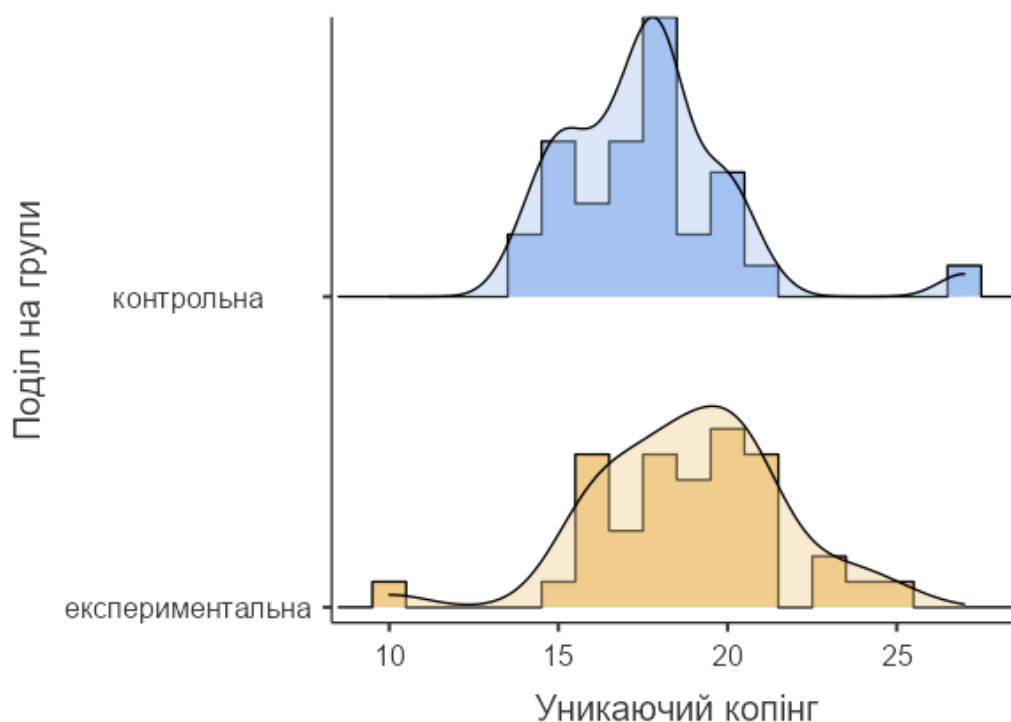 Поділ на групи
контрольна
експериментальна
10 15 20 25
Уникаючий копінг